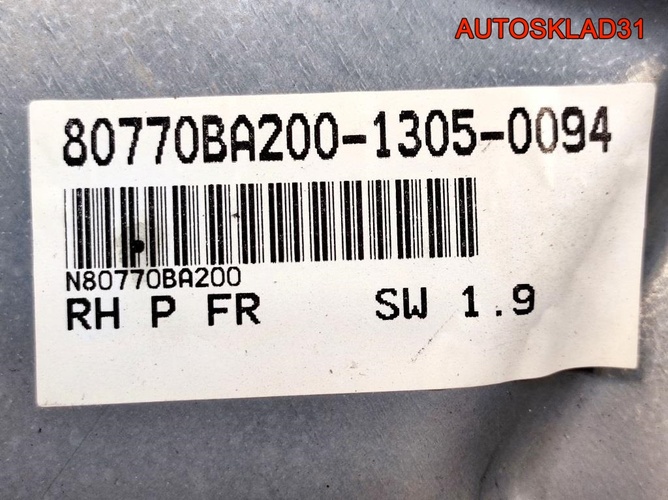 AUTOSKLAD31
80770BA200-1305-0094
N80770BA200
RH P FR SW 1.9